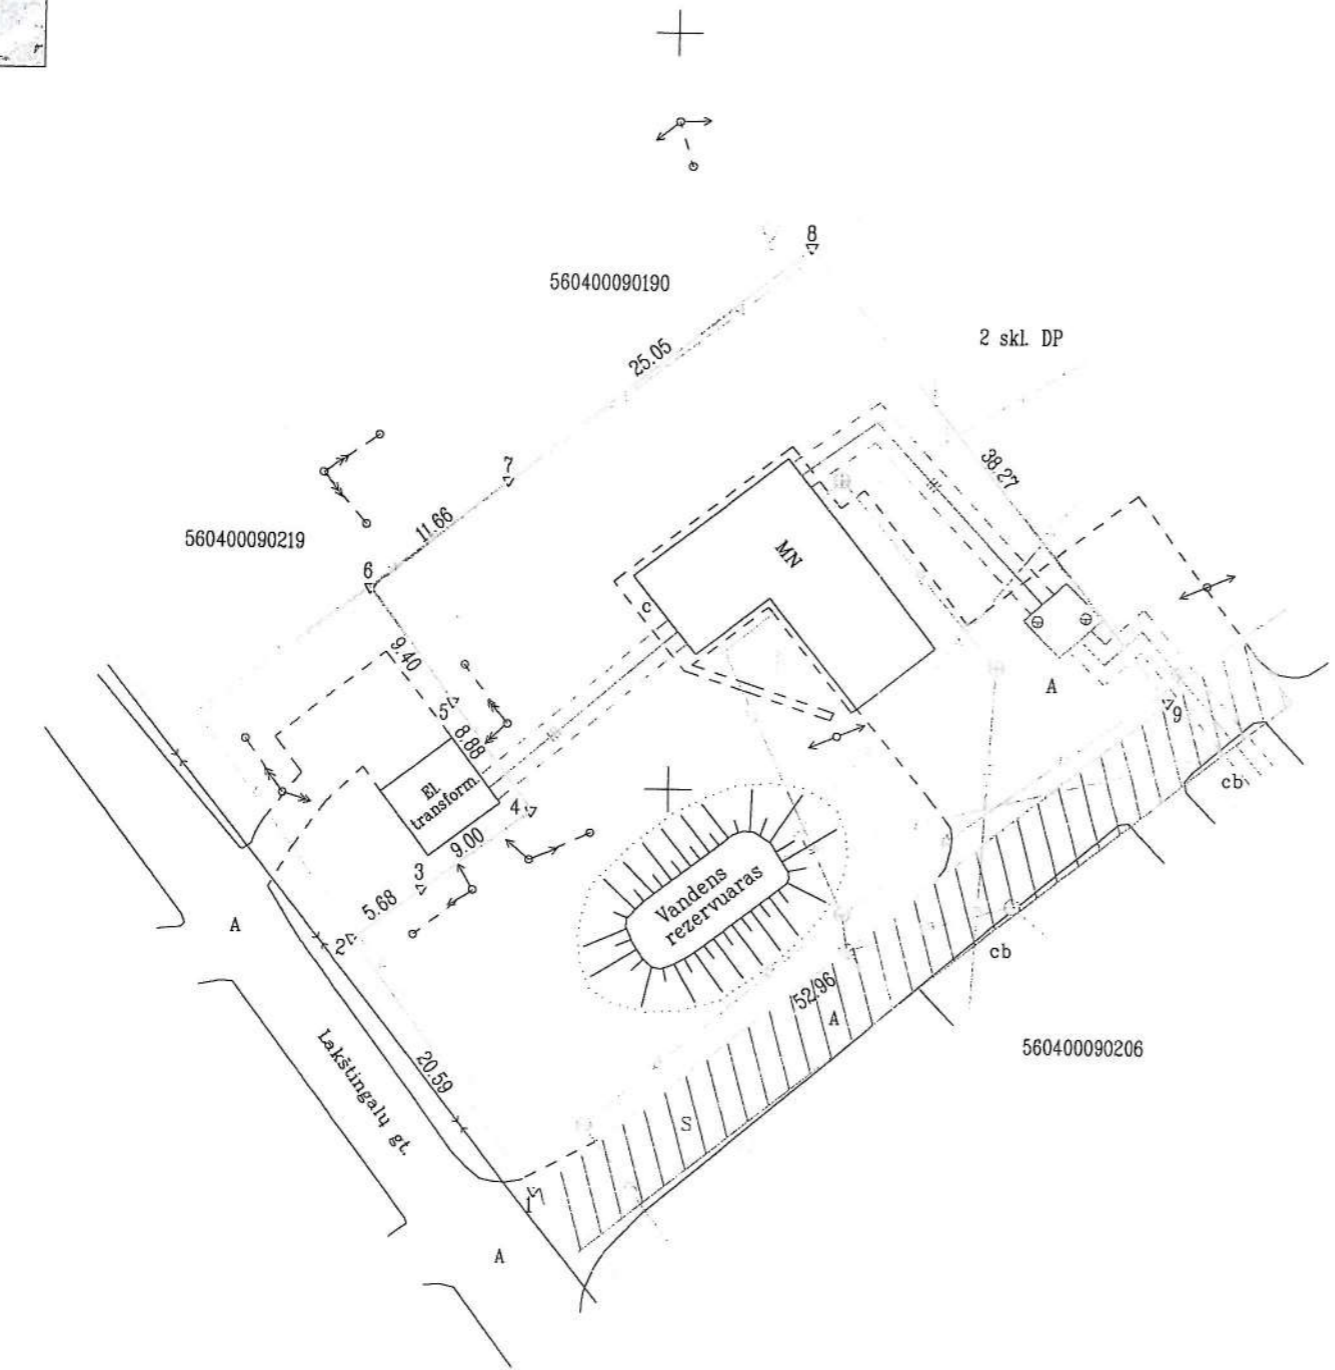 8
560400090190
2 skl. DP
25.05
38.27
7
11.66
560400090219
6
MN
c
9.40
A
5
8.88
9
El.
transform.
4
cb
9.00
3
5.68
Vandens
rezervuaras
A
2
cb
52.96
A
560400090206
Lakštingalų gt.
20.59
S
1
A